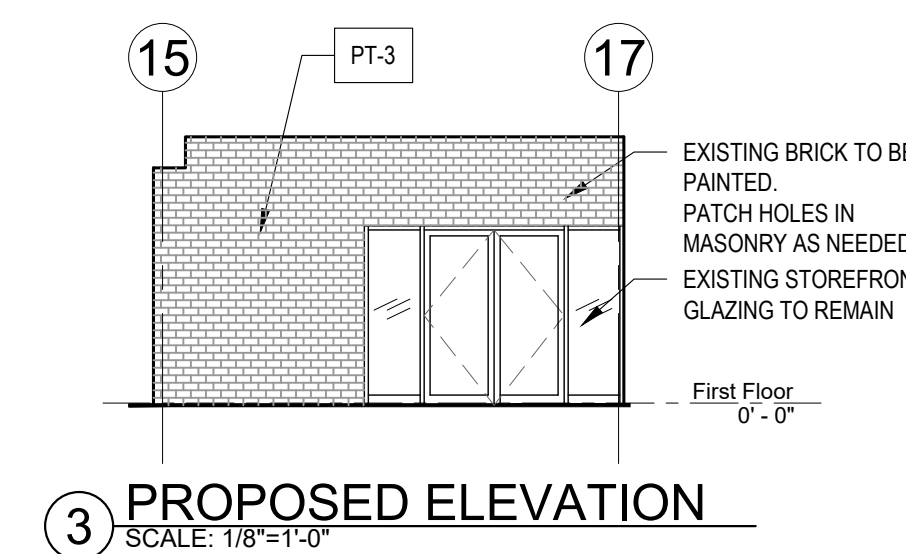 15
PT-3
17
EXISTING BRICK TO BE
PAINTED.
PATCH HOLES IN
MASONRY AS NEEDED
EXISTING STOREFRON
GLAZING TO REMAIN
First Floor
0' - 0"
3
PROPOSED ELEVATION
SCALE: 1/8"=1'-0"